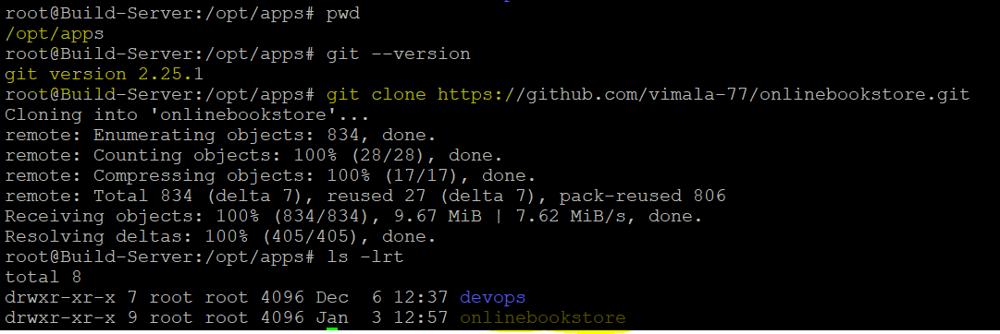 root@Build-Server:/opt/apps# pwd
/opt/apps
root@Build-Server:/opt/apps# git --version
git version 2.25.1
root@Build-Server:/opt/apps# git clone https://github.com/vimala-77/onlinebookstore.git
Cloning into 'onlinebookstore'...
remote: Enumerating objects: 834, done.
remote: Counting objects: 100% (28/28), done.
remote: Compressing objects: 100% (17/17), done.
remote: Total 834 (delta 7), reused 27 (delta 7), pack-reused 806
Receiving objects: 100% (834/834), 9.67 MiB | 7.62 MiB/s, done.
Resolving deltas: 100% (405/405), done.
root@Build-Server:/opt/apps# ls -lrt
total 8
drwxr-xr-x 7 root root 4096 Dec  6 12:37 devops
drwxr-xr-x 9 root root 4096 Jan  3 12:57 onlinebookstore